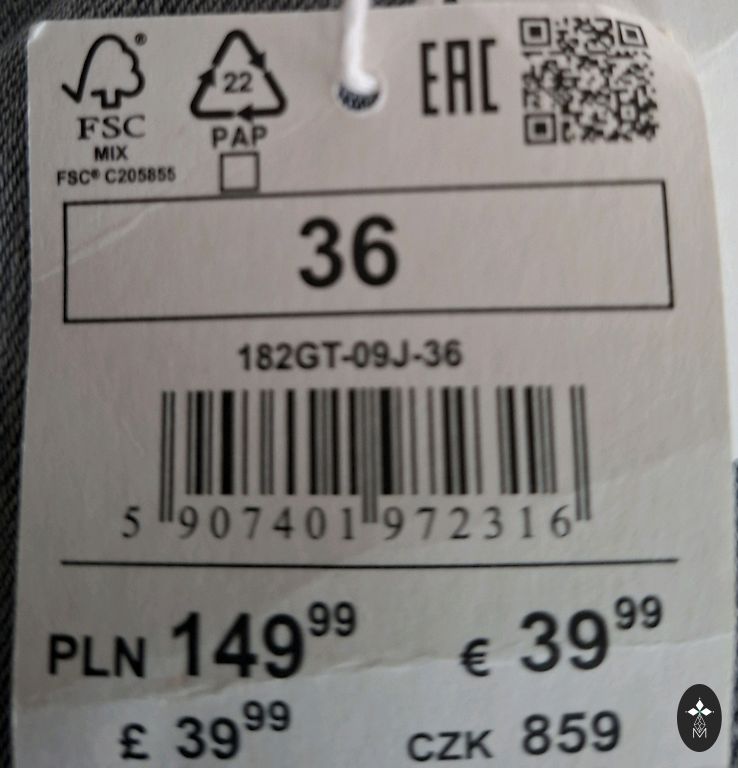 FSC®
MIX
FSC® C205855
22
PAP
EAC
36
182GT-09J-36
5 907401 972316
PLN 149⁹⁹
€ 39⁹⁹
£ 39⁹⁹
CZK 859
M